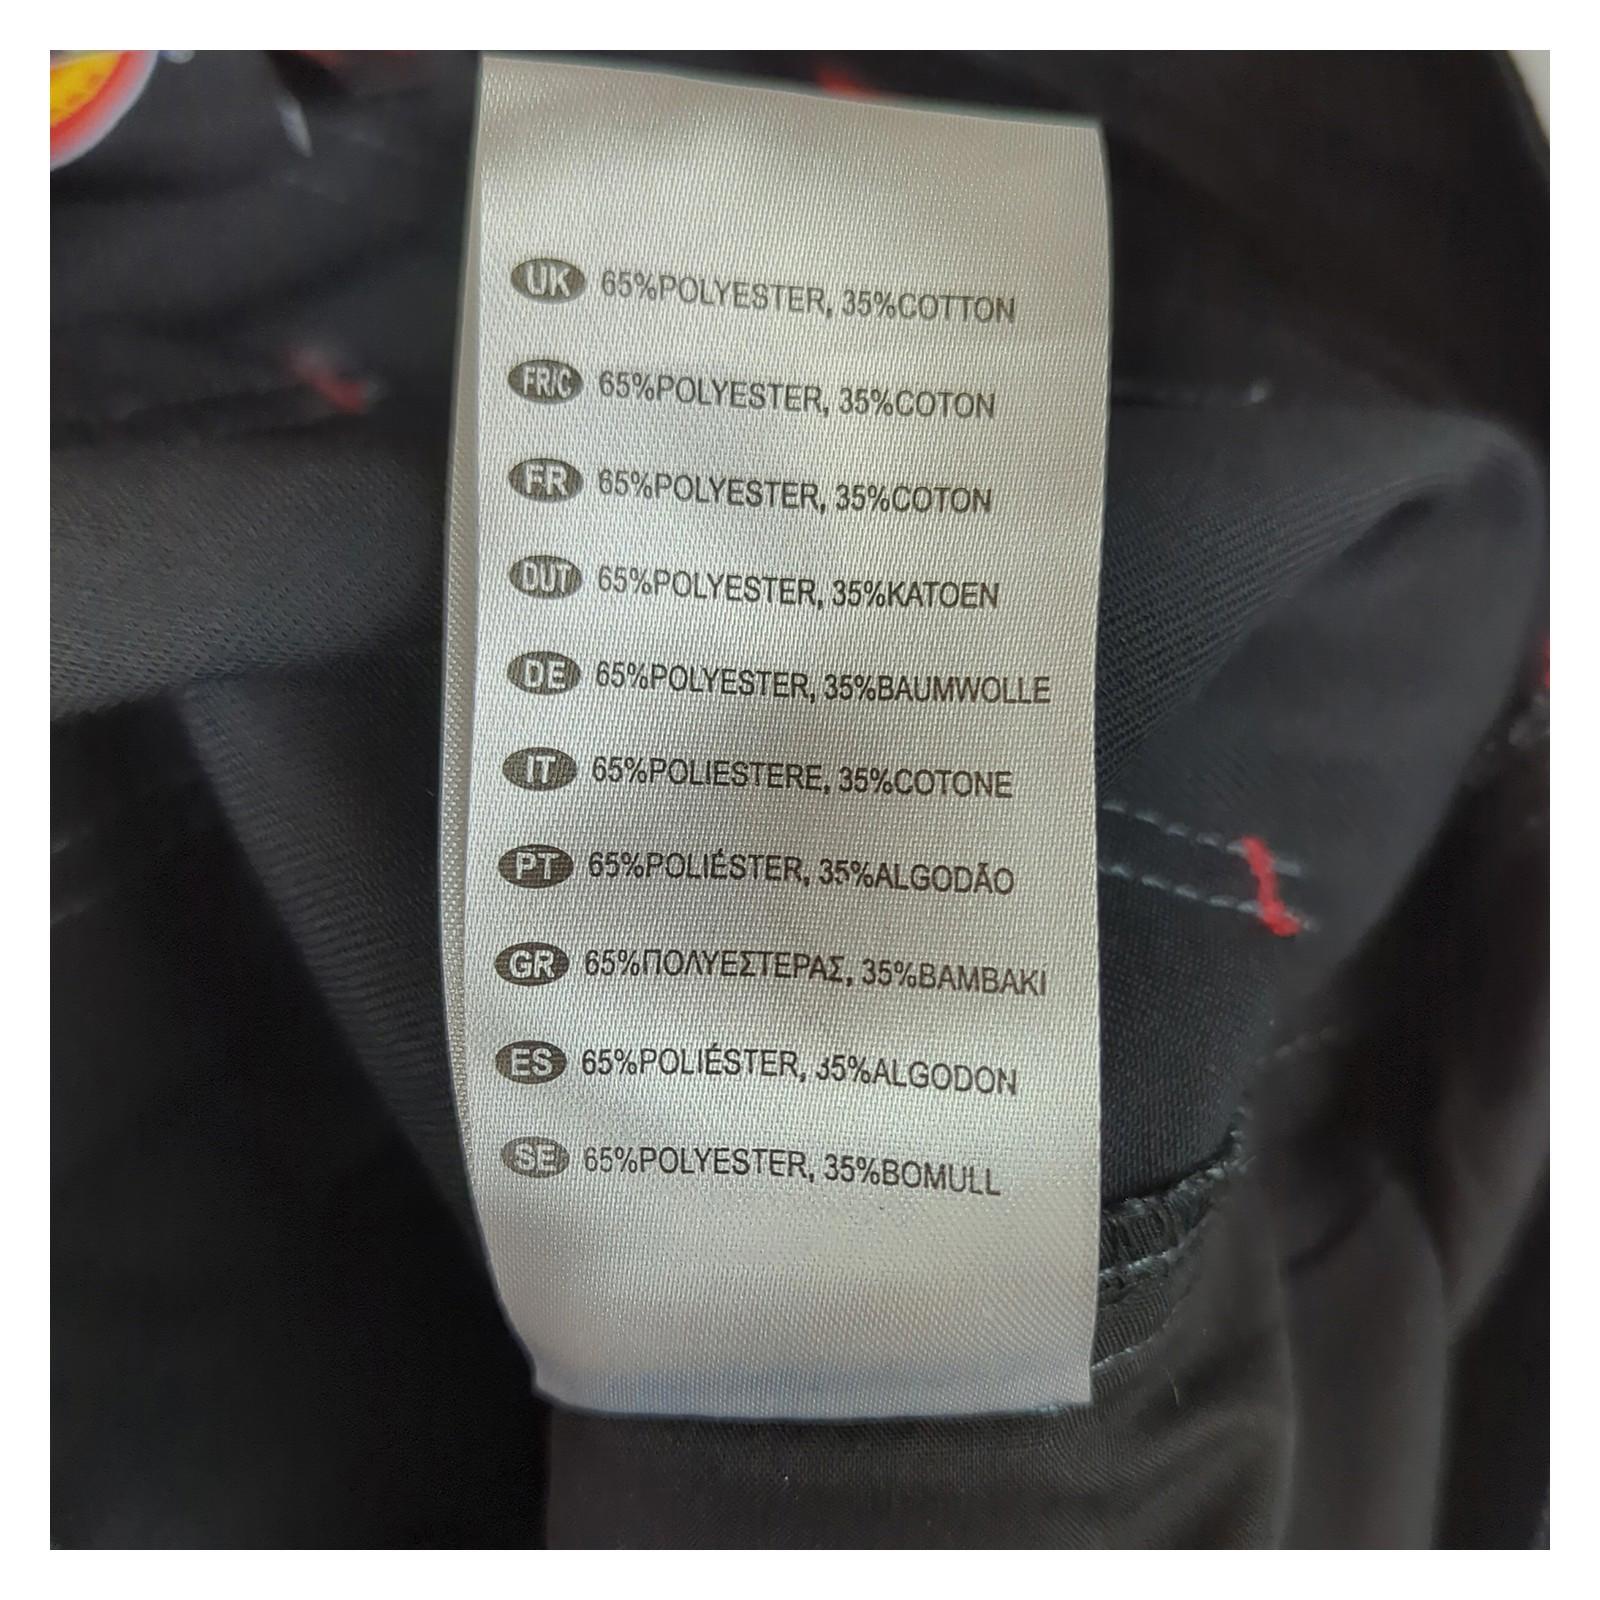 UK 65%POLYESTER, 35%COTTON
FR/C 65%POLYESTER, 35%COTON
FR 65%POLYESTER, 35%COTON
DUT 65%POLYESTER, 35%KATOEN
DE 65%POLYESTER, 35%BAUMWOLLE
IT 65%POLIESTERE, 35%COTONE
PT 65%POLIÉSTER, 35%ALGODÃO
GR 65%ΠΟΛΥΕΣΤΕΡΑΣ, 35%ΒΑΜΒΑΚΙ
ES 65%POLIÉSTER, 35%ALGODON
SE 65%POLYESTER, 35%BOMULL